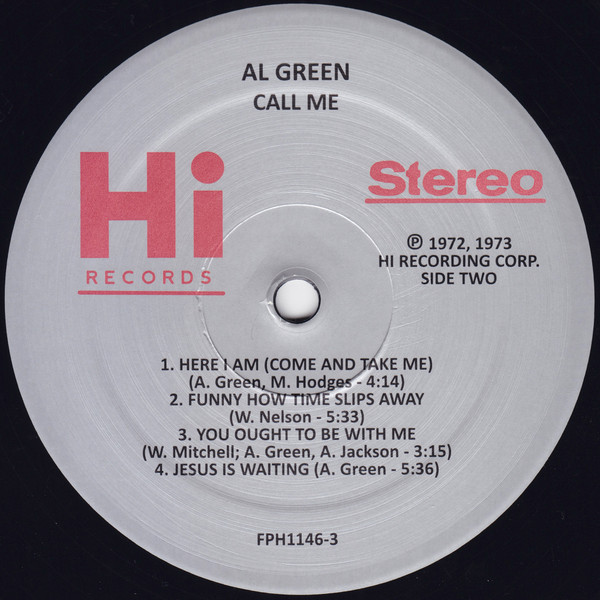 AL GREEN
CALL ME
Hi
RECORDS
Stereo
℗ 1972, 1973
HI RECORDING CORP.
SIDE TWO
1. HERE I AM (COME AND TAKE ME)
(A. Green, M. Hodges - 4:14)
2. FUNNY HOW TIME SLIPS AWAY
(W. Nelson - 5:33)
3. YOU OUGHT TO BE WITH ME
(W. Mitchell; A. Green, A. Jackson - 3:15)
4. JESUS IS WAITING (A. Green - 5:36)
FPH1146-3